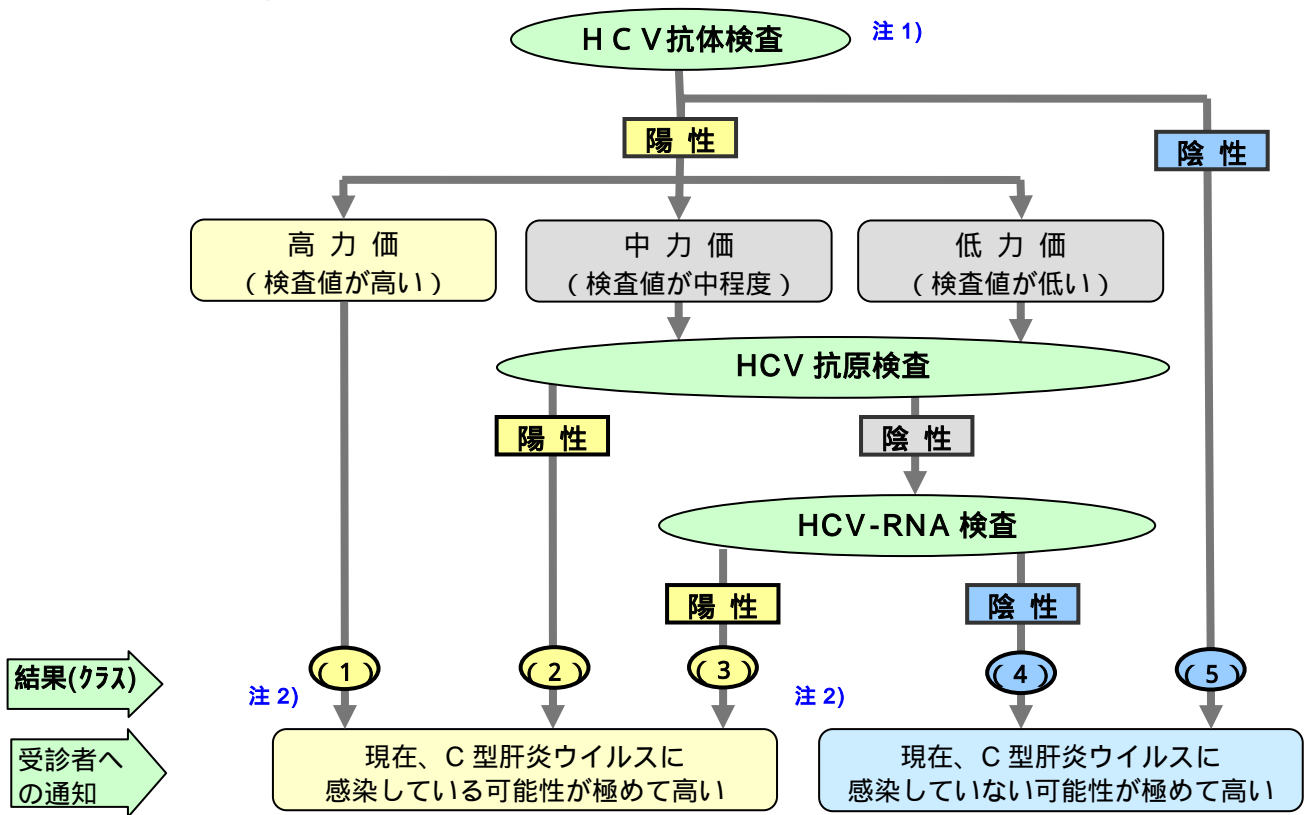 HCV抗体検査
注 1)
陽 性
陰 性
高 力 価
(検査値が高い)
中 力 価
(検査値が中程度)
低 力 価
(検査値が低い)
HCV 抗原検査
陽 性
陰 性
HCV-RNA 検査
陽 性
陰 性
結果(クラス)
(1)
(2)
(3)
(4)
(5)
注 2)
注 2)
受診者へ
の通知
現在、C 型肝炎ウイルスに
感染している可能性が極めて高い
現在、C 型肝炎ウイルスに
感染していない可能性が極めて高い